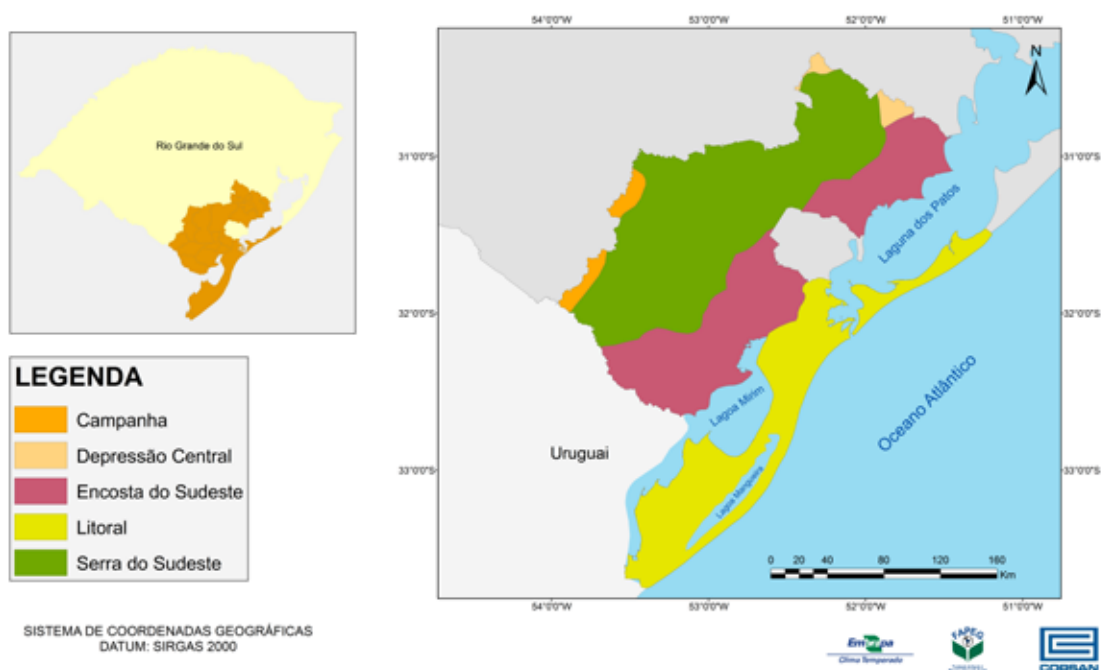 Rio Grande do Sul
LEGENDA
Campanha
Depressão Central
Encosta do Sudeste
Litoral
Serra do Sudeste
SISTEMA DE COORDENADAS GEOGRÁFICAS
DATUM: SIRGAS 2000
54°0'0"W 53°0'0"W 52°0'0"W 51°0'0"W
N
31°0'0"S 31°0'0"S
Laguna dos Patos
32°0'0"S 32°0'0"S
Lagoa Mirim
Oceano Atlântico
Uruguai
33°0'0"S 33°0'0"S
Lagoa Mangueira
0 20 40 80 120 160
Km
54°0'0"W 53°0'0"W 52°0'0"W 51°0'0"W
Embrapa
Clima Temperado
FAPEG
CORSAN